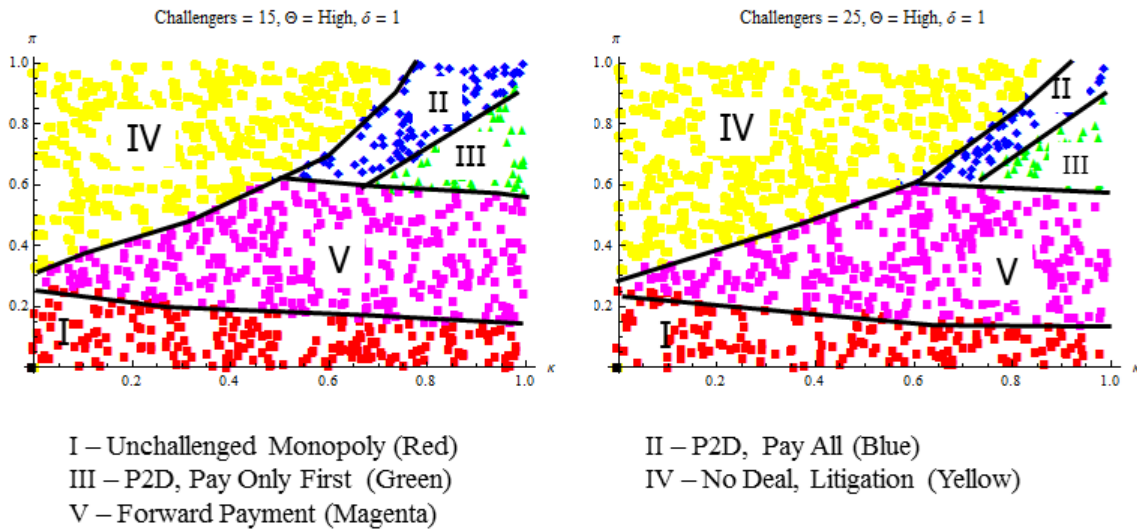 Challengers = 15, Θ = High, δ = 1
π
1.0
0.8
0.6
0.4
0.2
0.2
0.4
0.6
0.8
1.0
κ
IV
II
III
V
I
Challengers = 25, Θ = High, δ = 1
π
1.0
0.8
0.6
0.4
0.2
0.2
0.4
0.6
0.8
1.0
κ
IV
II
III
V
I
I – Unchallenged Monopoly (Red)
III – P2D, Pay Only First (Green)
V – Forward Payment (Magenta)
II – P2D, Pay All (Blue)
IV – No Deal, Litigation (Yellow)